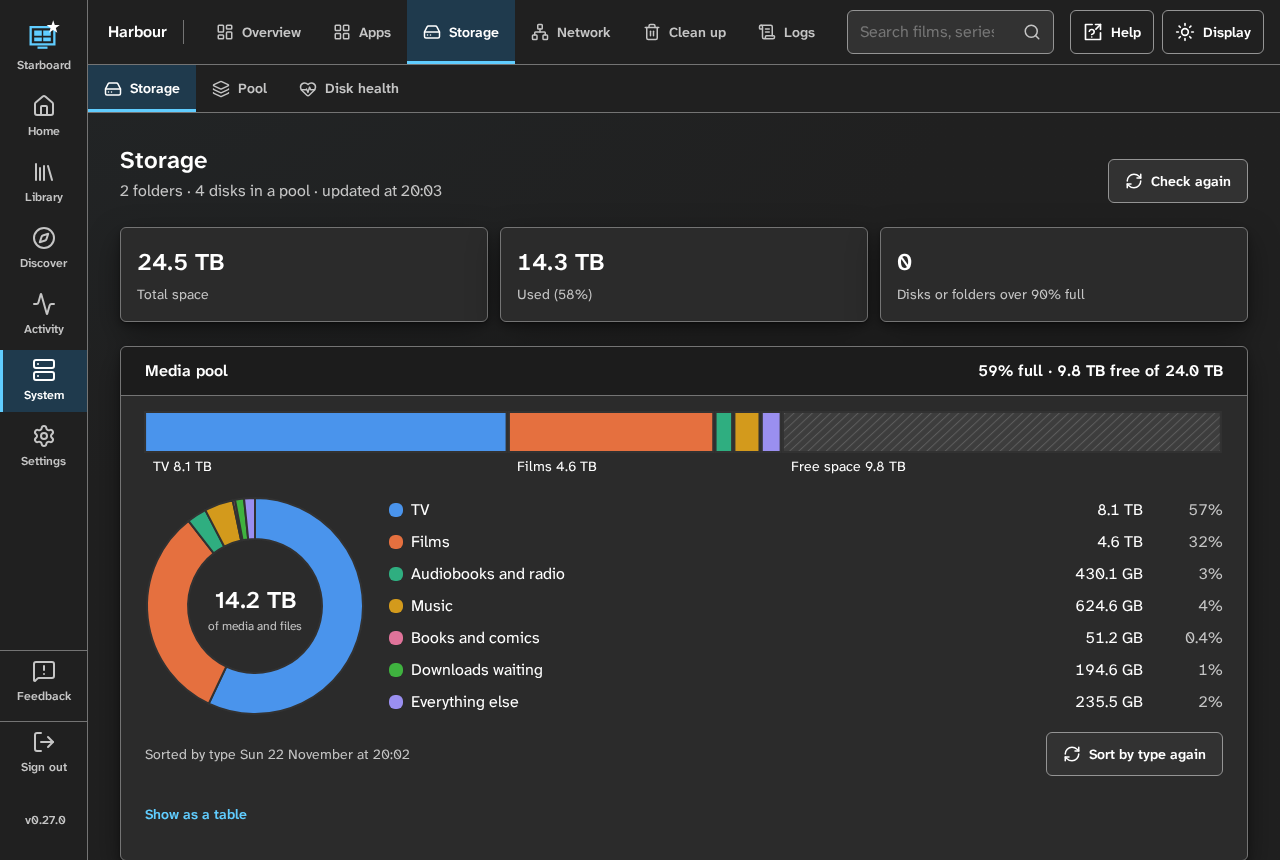 Starboard
Home
Library
Discover
Activity
System
Settings
Feedback
Sign out
v0.27.0
Harbour
Overview
Apps
Storage
Network
Clean up
Logs
Search films, series
Help
Display
Storage
Pool
Disk health
Storage
2 folders · 4 disks in a pool · updated at 20:03
Check again
24.5 TB
Total space
14.3 TB
Used (58%)
0
Disks or folders over 90% full
Media pool
59% full · 9.8 TB free of 24.0 TB
TV 8.1 TB
Films 4.6 TB
Free space 9.8 TB
14.2 TB
of media and files
TV 8.1 TB 57%
Films 4.6 TB 32%
Audiobooks and radio 430.1 GB 3%
Music 624.6 GB 4%
Books and comics 51.2 GB 0.4%
Downloads waiting 194.6 GB 1%
Everything else 235.5 GB 2%
Sorted by type Sun 22 November at 20:02
Sort by type again
Show as a table